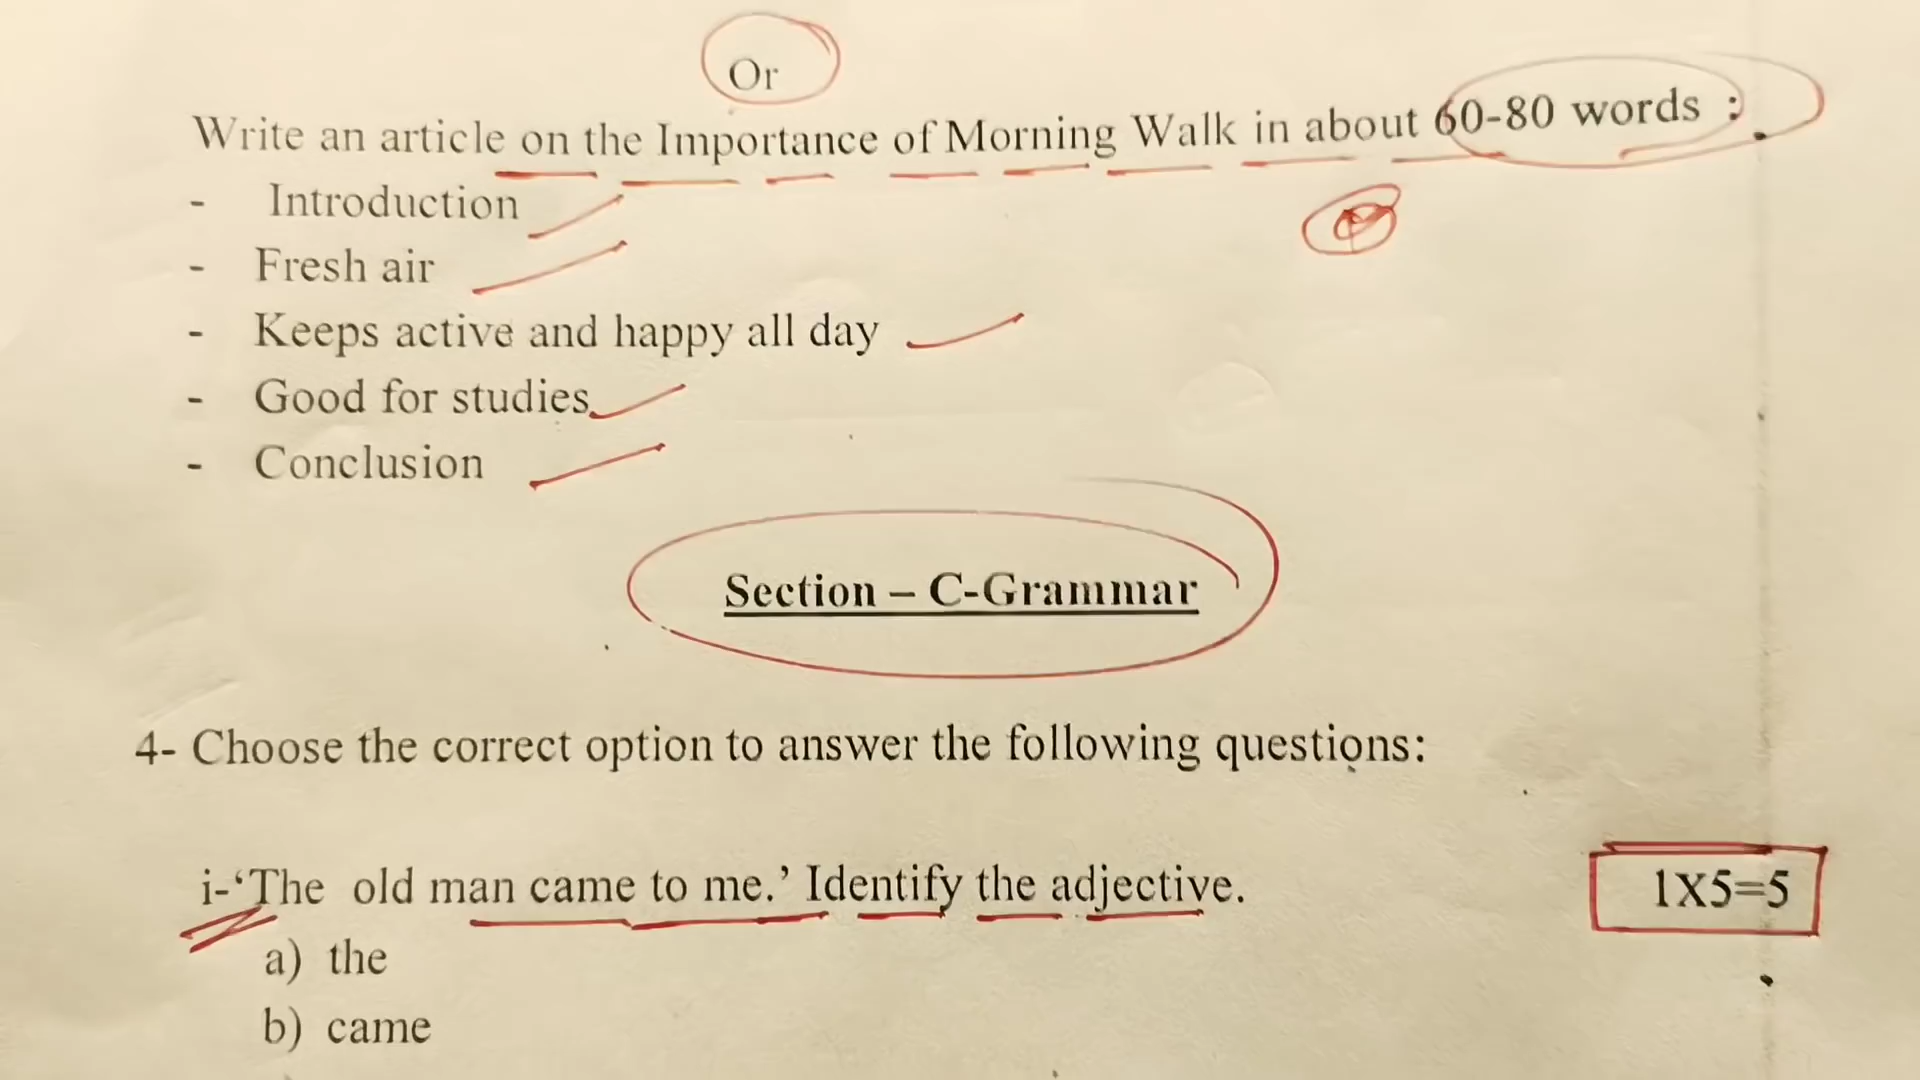 Or
Write an article on the Importance of Morning Walk in about 60-80 words :
- Introduction
- Fresh air
- Keeps active and happy all day
- Good for studies
- Conclusion
Section – C-Grammar
4- Choose the correct option to answer the following questions:
i-‘The old man came to me.’ Identify the adjective.
1X5=5
a) the
b) came